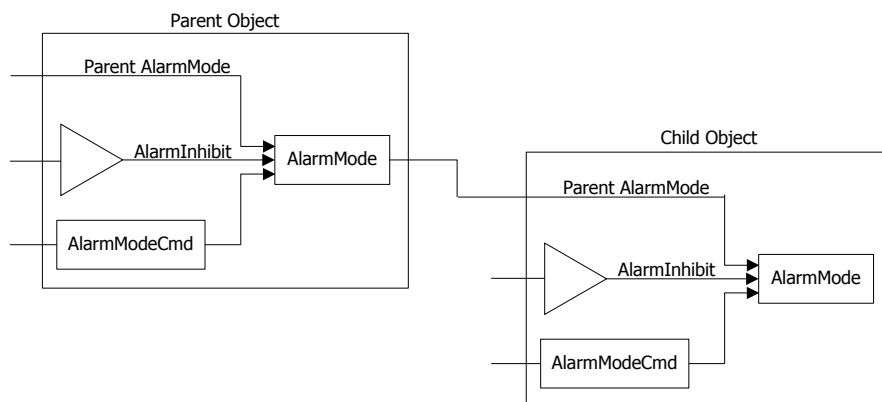 Parent Object
Parent AlarmMode
AlarmInhibit
AlarmMode
AlarmModeCmd
Child Object
Parent AlarmMode
AlarmInhibit
AlarmMode
AlarmModeCmd